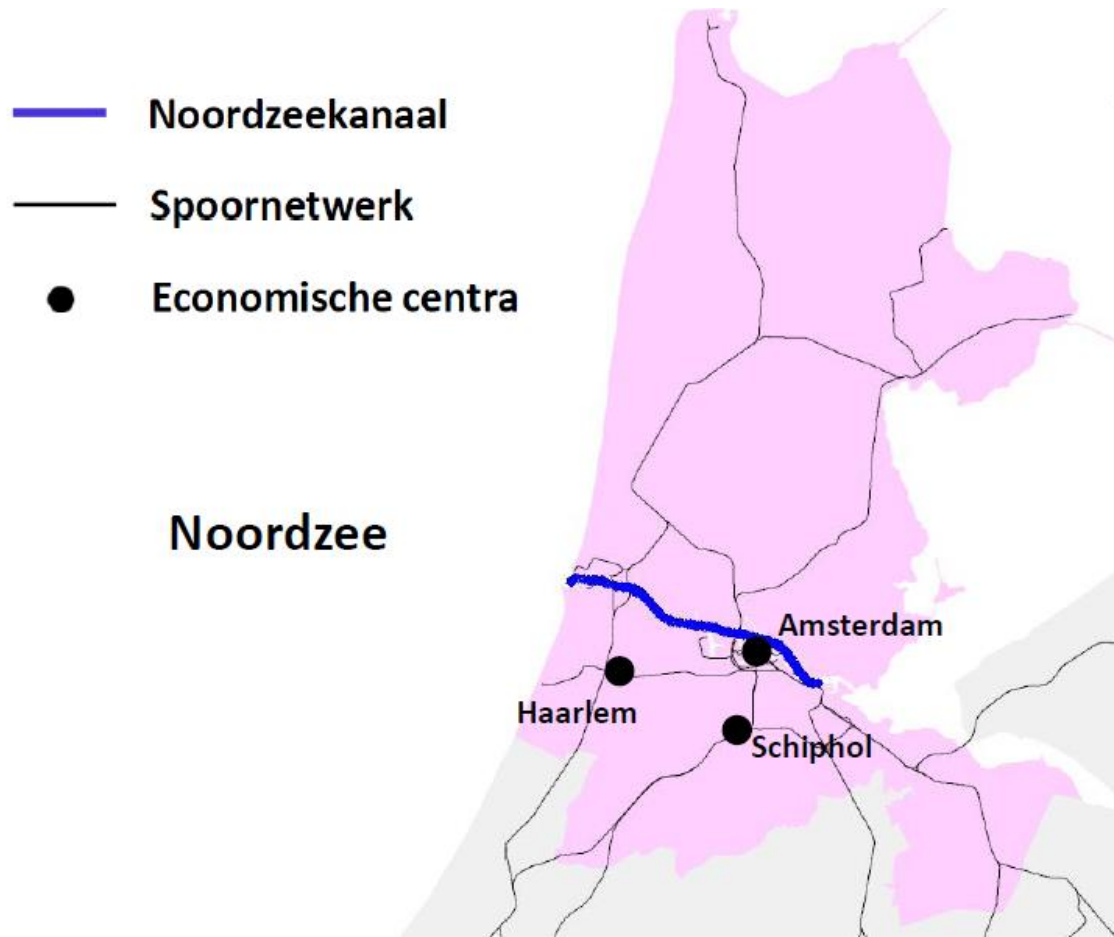 Noordzeekanaal
Spoornetwerk
Economische centra
Noordzee
Amsterdam
Haarlem
Schiphol